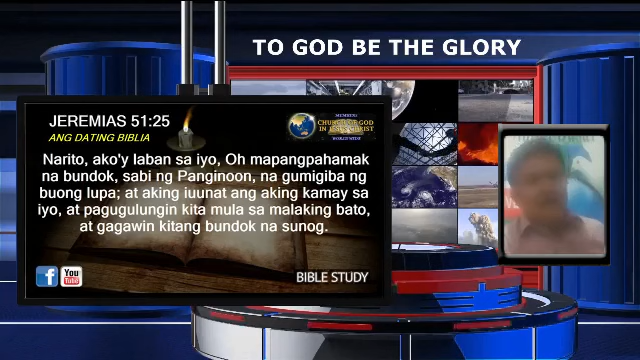 TO GOD BE THE GLORY
JEREMIAS 51:25
ANG DATING BIBLIA
MEMBERS
CHURCH OF GOD
IN JESUS CHRIST
WORLDWIDE
Narito, ako'y laban sa iyo, Oh mapangpahamak
na bundok, sabi ng Panginoon, na gumigiba ng
buong lupa; at aking iuunat ang aking kamay sa
iyo, at pagugulungin kita mula sa malaking bato,
at gagawin kitang bundok na sunog.
f
You
Tube
BIBLE STUDY